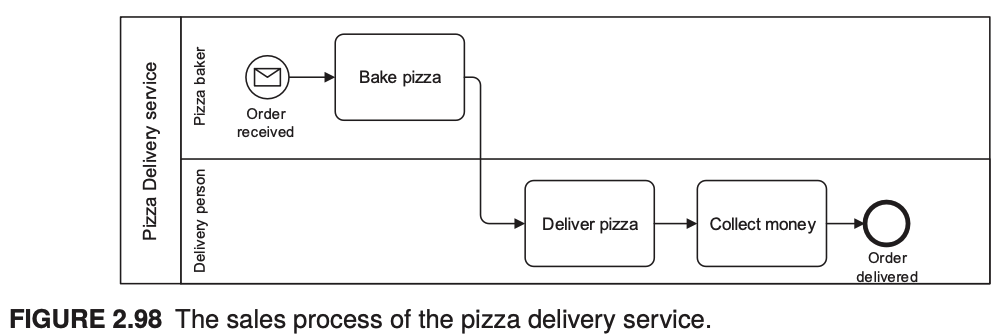 Pizza Delivery service
Pizza baker
Order
received
Bake pizza
Delivery person
Deliver pizza
Collect money
Order
delivered
FIGURE 2.98 The sales process of the pizza delivery service.